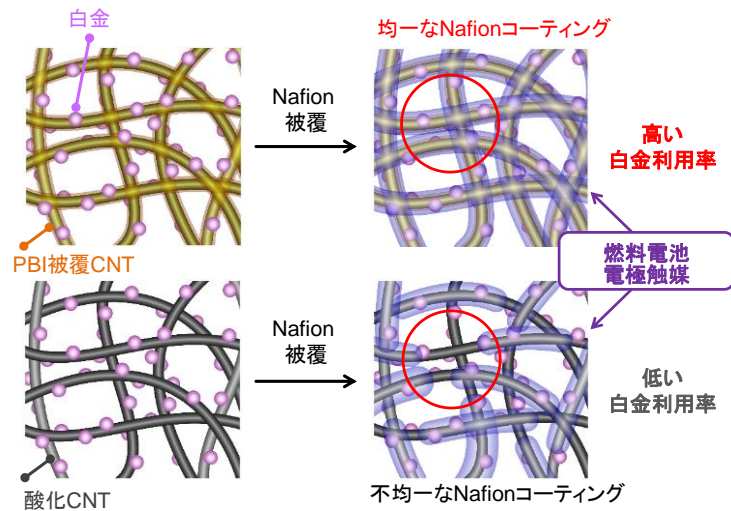 白金
均一なNafionコーティング
Nafion
被覆
高い
白金利用率
PBI被覆CNT
燃料電池
電極触媒
Nafion
被覆
低い
白金利用率
酸化CNT
不均一なNafionコーティング